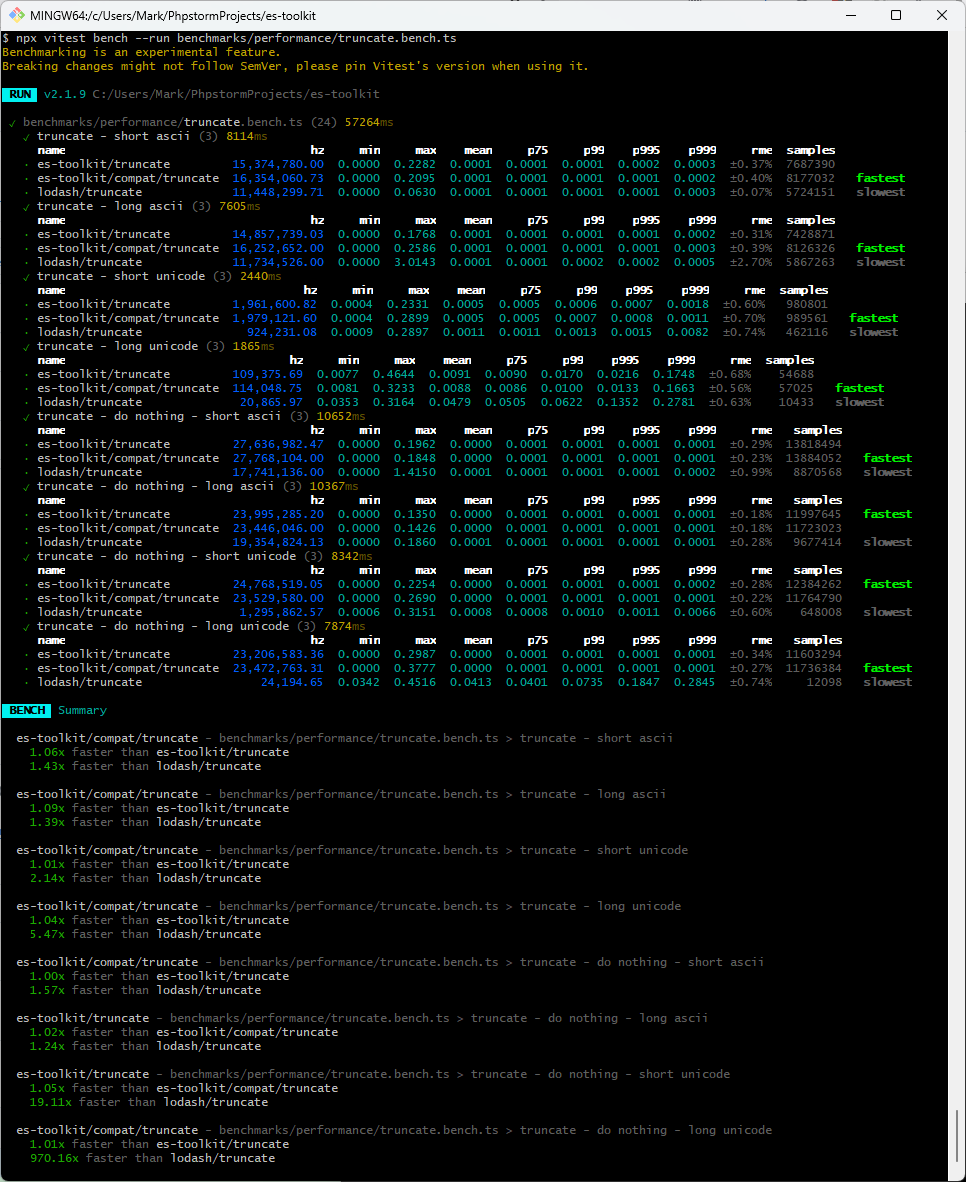 MINGW64:/c/Users/Mark/PhpstormProjects/es-toolkit
$ npx vitest bench --run benchmarks/performance/truncate.bench.ts
Benchmarking is an experimental feature.
Breaking changes might not follow SemVer, please pin Vitest's version when using it.
RUN v2.1.9 C:/Users/Mark/PhpstormProjects/es-toolkit
✓ benchmarks/performance/truncate.bench.ts (24) 57264ms
✓ truncate - short ascii (3) 8114ms
name hz min max mean p75 p99 p995 p999 rme samples
· es-toolkit/truncate 15,374,780.00 0.0000 0.2282 0.0001 0.0001 0.0001 0.0002 0.0003 ±0.37% 7687390
· es-toolkit/compat/truncate 16,354,060.73 0.0000 0.2095 0.0001 0.0001 0.0001 0.0001 0.0002 ±0.40% 8177032 fastest
· lodash/truncate 11,448,299.71 0.0000 0.0630 0.0001 0.0001 0.0001 0.0001 0.0003 ±0.07% 5724151 slowest
✓ truncate - long ascii (3) 7605ms
name hz min max mean p75 p99 p995 p999 rme samples
· es-toolkit/truncate 14,857,739.03 0.0000 0.1768 0.0001 0.0001 0.0001 0.0001 0.0002 ±0.31% 7428871
· es-toolkit/compat/truncate 16,252,652.00 0.0000 0.2586 0.0001 0.0001 0.0001 0.0001 0.0003 ±0.39% 8126326 fastest
· lodash/truncate 11,734,526.00 0.0000 3.0143 0.0001 0.0001 0.0002 0.0002 0.0005 ±2.70% 5867263 slowest
✓ truncate - short unicode (3) 2440ms
name hz min max mean p75 p99 p995 p999 rme samples
· es-toolkit/truncate 1,961,600.82 0.0004 0.2331 0.0005 0.0005 0.0006 0.0007 0.0018 ±0.60% 980801
· es-toolkit/compat/truncate 1,979,121.60 0.0004 0.2899 0.0005 0.0005 0.0007 0.0008 0.0011 ±0.70% 989561 fastest
· lodash/truncate 924,231.08 0.0009 0.2897 0.0011 0.0011 0.0013 0.0015 0.0082 ±0.74% 462116 slowest
✓ truncate - long unicode (3) 1865ms
name hz min max mean p75 p99 p995 p999 rme samples
· es-toolkit/truncate 109,375.69 0.0077 0.4644 0.0091 0.0090 0.0170 0.0216 0.1748 ±0.68% 54688
· es-toolkit/compat/truncate 114,048.75 0.0081 0.3233 0.0088 0.0086 0.0100 0.0133 0.1663 ±0.56% 57025 fastest
· lodash/truncate 20,865.97 0.0353 0.3164 0.0479 0.0505 0.0622 0.1352 0.2781 ±0.63% 10433 slowest
✓ truncate - do nothing - short ascii (3) 10652ms
name hz min max mean p75 p99 p995 p999 rme samples
· es-toolkit/truncate 27,636,982.47 0.0000 0.1962 0.0000 0.0001 0.0001 0.0001 0.0001 ±0.29% 13818494
· es-toolkit/compat/truncate 27,768,104.00 0.0000 0.1848 0.0000 0.0001 0.0001 0.0001 0.0001 ±0.23% 13884052 fastest
· lodash/truncate 17,741,136.00 0.0000 1.4150 0.0001 0.0001 0.0001 0.0001 0.0002 ±0.99% 8870568 slowest
✓ truncate - do nothing - long ascii (3) 10367ms
name hz min max mean p75 p99 p995 p999 rme samples
· es-toolkit/truncate 23,995,285.20 0.0000 0.1350 0.0000 0.0001 0.0001 0.0001 0.0001 ±0.18% 11997645 fastest
· es-toolkit/compat/truncate 23,446,046.00 0.0000 0.1426 0.0000 0.0001 0.0001 0.0001 0.0001 ±0.18% 11723023
· lodash/truncate 19,354,824.13 0.0000 0.1860 0.0001 0.0001 0.0001 0.0001 0.0001 ±0.28% 9677414 slowest
✓ truncate - do nothing - short unicode (3) 8342ms
name hz min max mean p75 p99 p995 p999 rme samples
· es-toolkit/truncate 24,768,519.05 0.0000 0.2254 0.0000 0.0001 0.0001 0.0001 0.0002 ±0.28% 12384262 fastest
· es-toolkit/compat/truncate 23,529,580.00 0.0000 0.2690 0.0000 0.0001 0.0001 0.0001 0.0001 ±0.22% 11764790
· lodash/truncate 1,295,862.57 0.0006 0.3151 0.0008 0.0008 0.0010 0.0011 0.0066 ±0.60% 648008 slowest
✓ truncate - do nothing - long unicode (3) 7874ms
name hz min max mean p75 p99 p995 p999 rme samples
· es-toolkit/truncate 23,206,583.36 0.0000 0.2987 0.0000 0.0001 0.0001 0.0001 0.0001 ±0.34% 11603294
· es-toolkit/compat/truncate 23,472,763.31 0.0000 0.3777 0.0000 0.0001 0.0001 0.0001 0.0001 ±0.27% 11736384 fastest
· lodash/truncate 24,194.65 0.0342 0.4516 0.0413 0.0401 0.0735 0.1847 0.2845 ±0.74% 12098 slowest
BENCH Summary
es-toolkit/compat/truncate - benchmarks/performance/truncate.bench.ts > truncate - short ascii
1.06x faster than es-toolkit/truncate
1.43x faster than lodash/truncate
es-toolkit/compat/truncate - benchmarks/performance/truncate.bench.ts > truncate - long ascii
1.09x faster than es-toolkit/truncate
1.39x faster than lodash/truncate
es-toolkit/compat/truncate - benchmarks/performance/truncate.bench.ts > truncate - short unicode
1.01x faster than es-toolkit/truncate
2.14x faster than lodash/truncate
es-toolkit/compat/truncate - benchmarks/performance/truncate.bench.ts > truncate - long unicode
1.04x faster than es-toolkit/truncate
5.47x faster than lodash/truncate
es-toolkit/compat/truncate - benchmarks/performance/truncate.bench.ts > truncate - do nothing - short ascii
1.00x faster than es-toolkit/truncate
1.57x faster than lodash/truncate
es-toolkit/truncate - benchmarks/performance/truncate.bench.ts > truncate - do nothing - long ascii
1.02x faster than es-toolkit/compat/truncate
1.24x faster than lodash/truncate
es-toolkit/truncate - benchmarks/performance/truncate.bench.ts > truncate - do nothing - short unicode
1.05x faster than es-toolkit/compat/truncate
19.11x faster than lodash/truncate
es-toolkit/compat/truncate - benchmarks/performance/truncate.bench.ts > truncate - do nothing - long unicode
1.01x faster than es-toolkit/truncate
970.16x faster than lodash/truncate